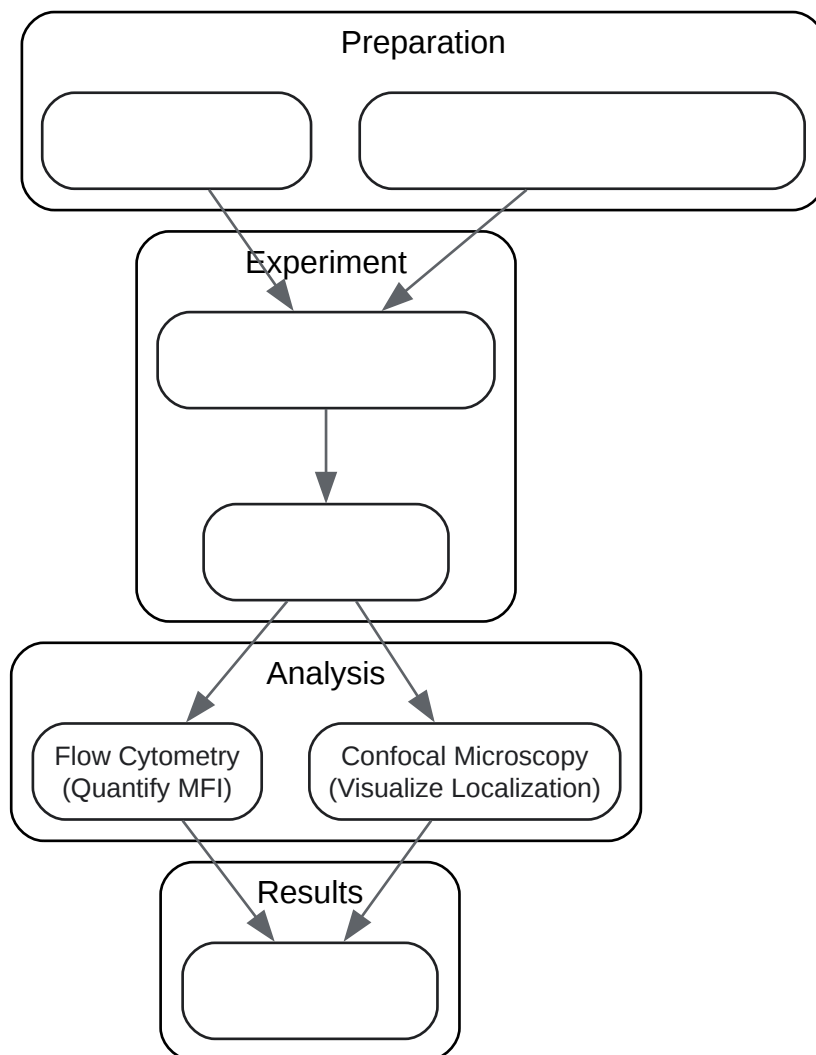 Preparation
Experiment
Analysis
Flow Cytometry
(Quantify MFI)
Confocal Microscopy
(Visualize Localization)
Results